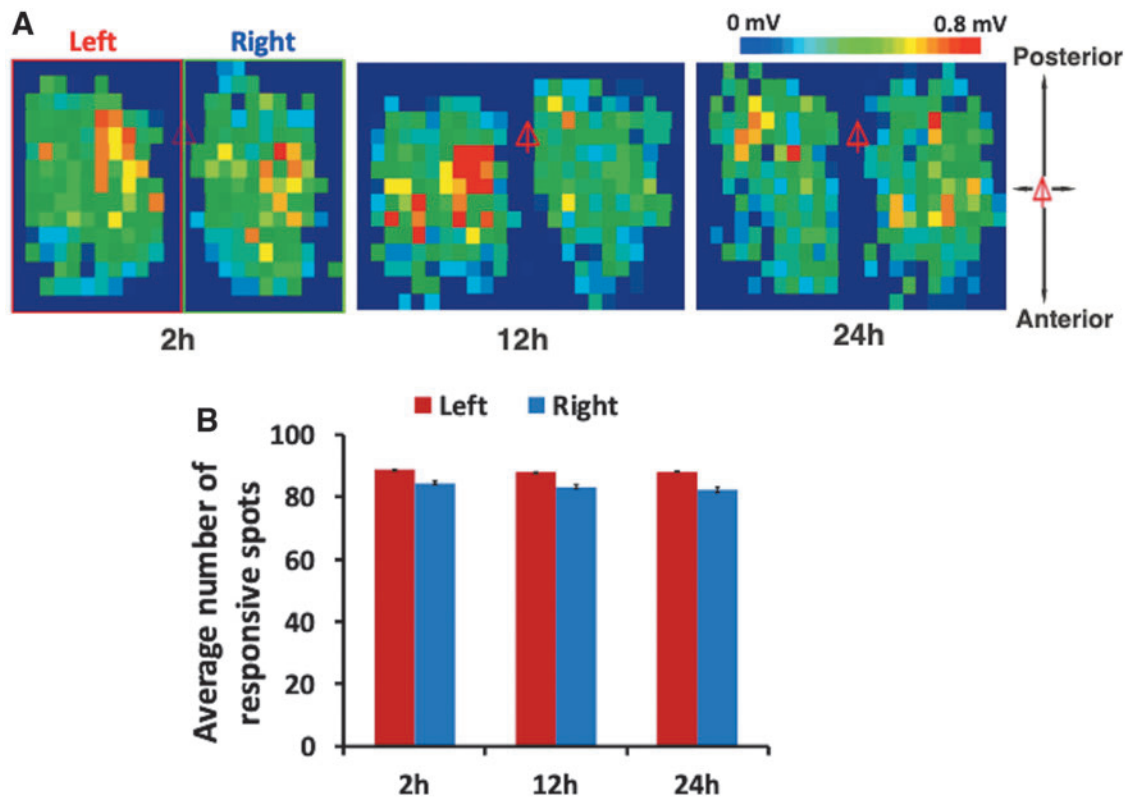 A
Left
Right
0 mV
0.8 mV
Posterior
Anterior
2h
12h
24h
B
Left
Right
Average number of
responsive spots
100
80
60
40
20
0
2h
12h
24h